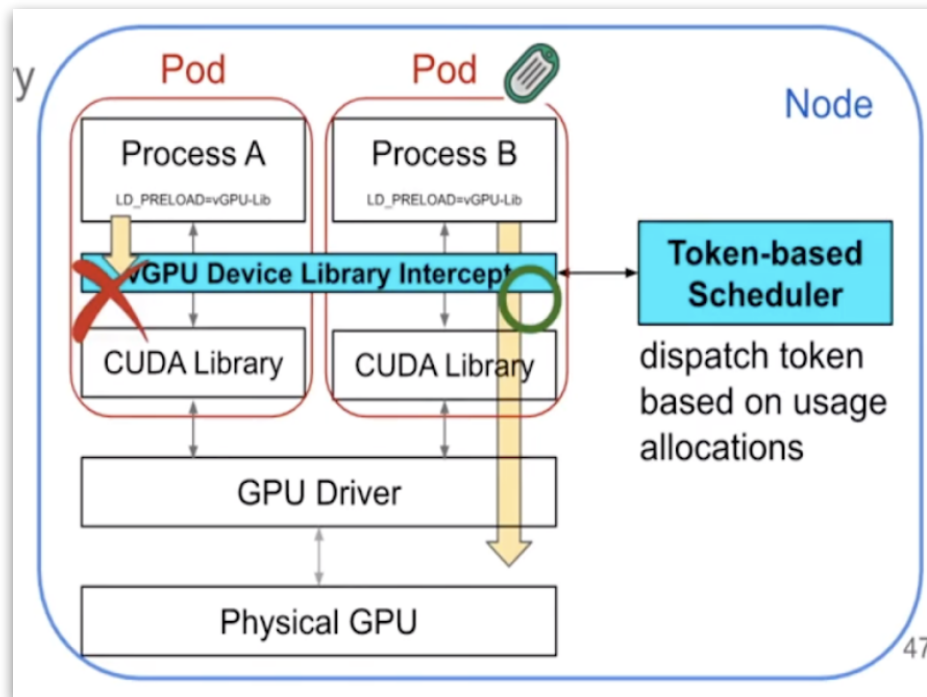 y
Pod
Pod
Node
Process A
LD_PRELOAD=vGPU-Lib
Process B
LD_PRELOAD=vGPU-Lib
vGPU Device Library Intercept
Token-based
Scheduler
CUDA Library
CUDA Library
dispatch token
based on usage
allocations
GPU Driver
Physical GPU
47